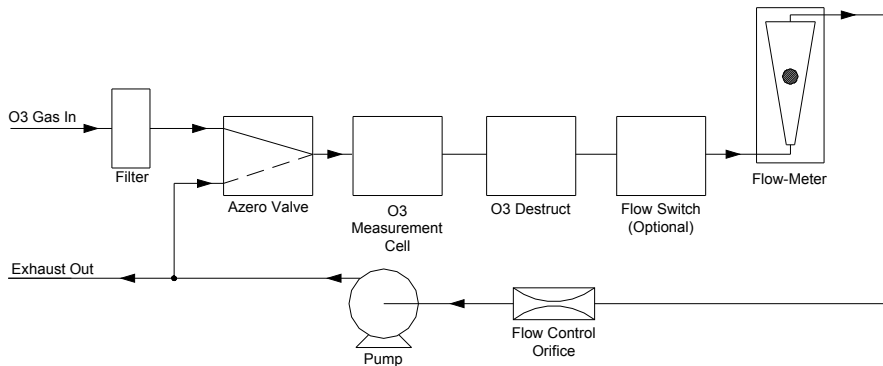 O3 Gas In
Filter
Azero Valve
O3
Measurement
Cell
O3 Destruct
Flow Switch
(Optional)
Flow-Meter
Exhaust Out
Pump
Flow Control
Orifice